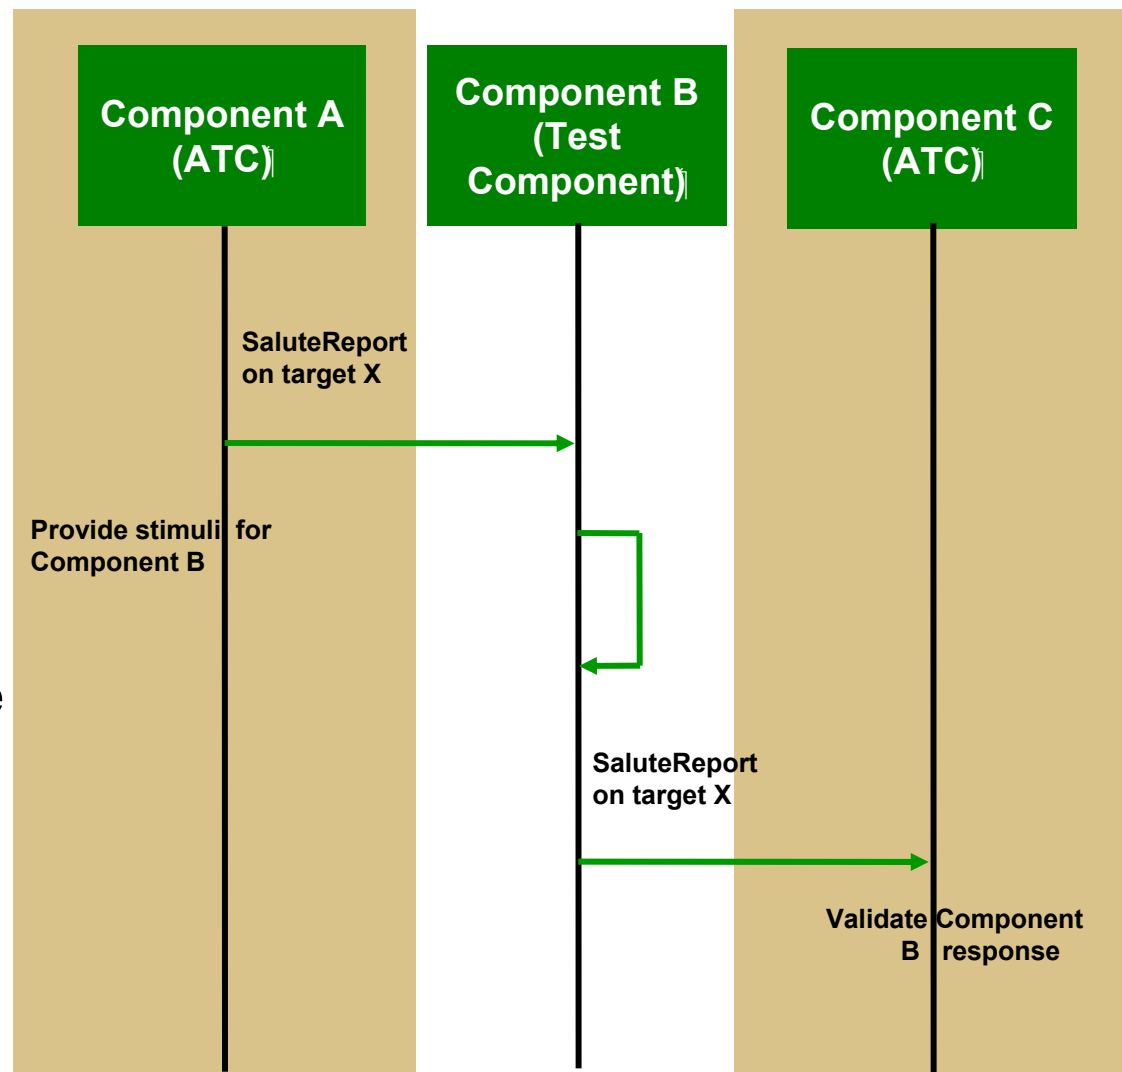 Component A
(ATC)
Component B
(Test
Component)
Component C
(ATC)
SaluteReport
on target X
Provide stimuli for
Component B
e
SaluteReport
on target X
Validate Component
B response